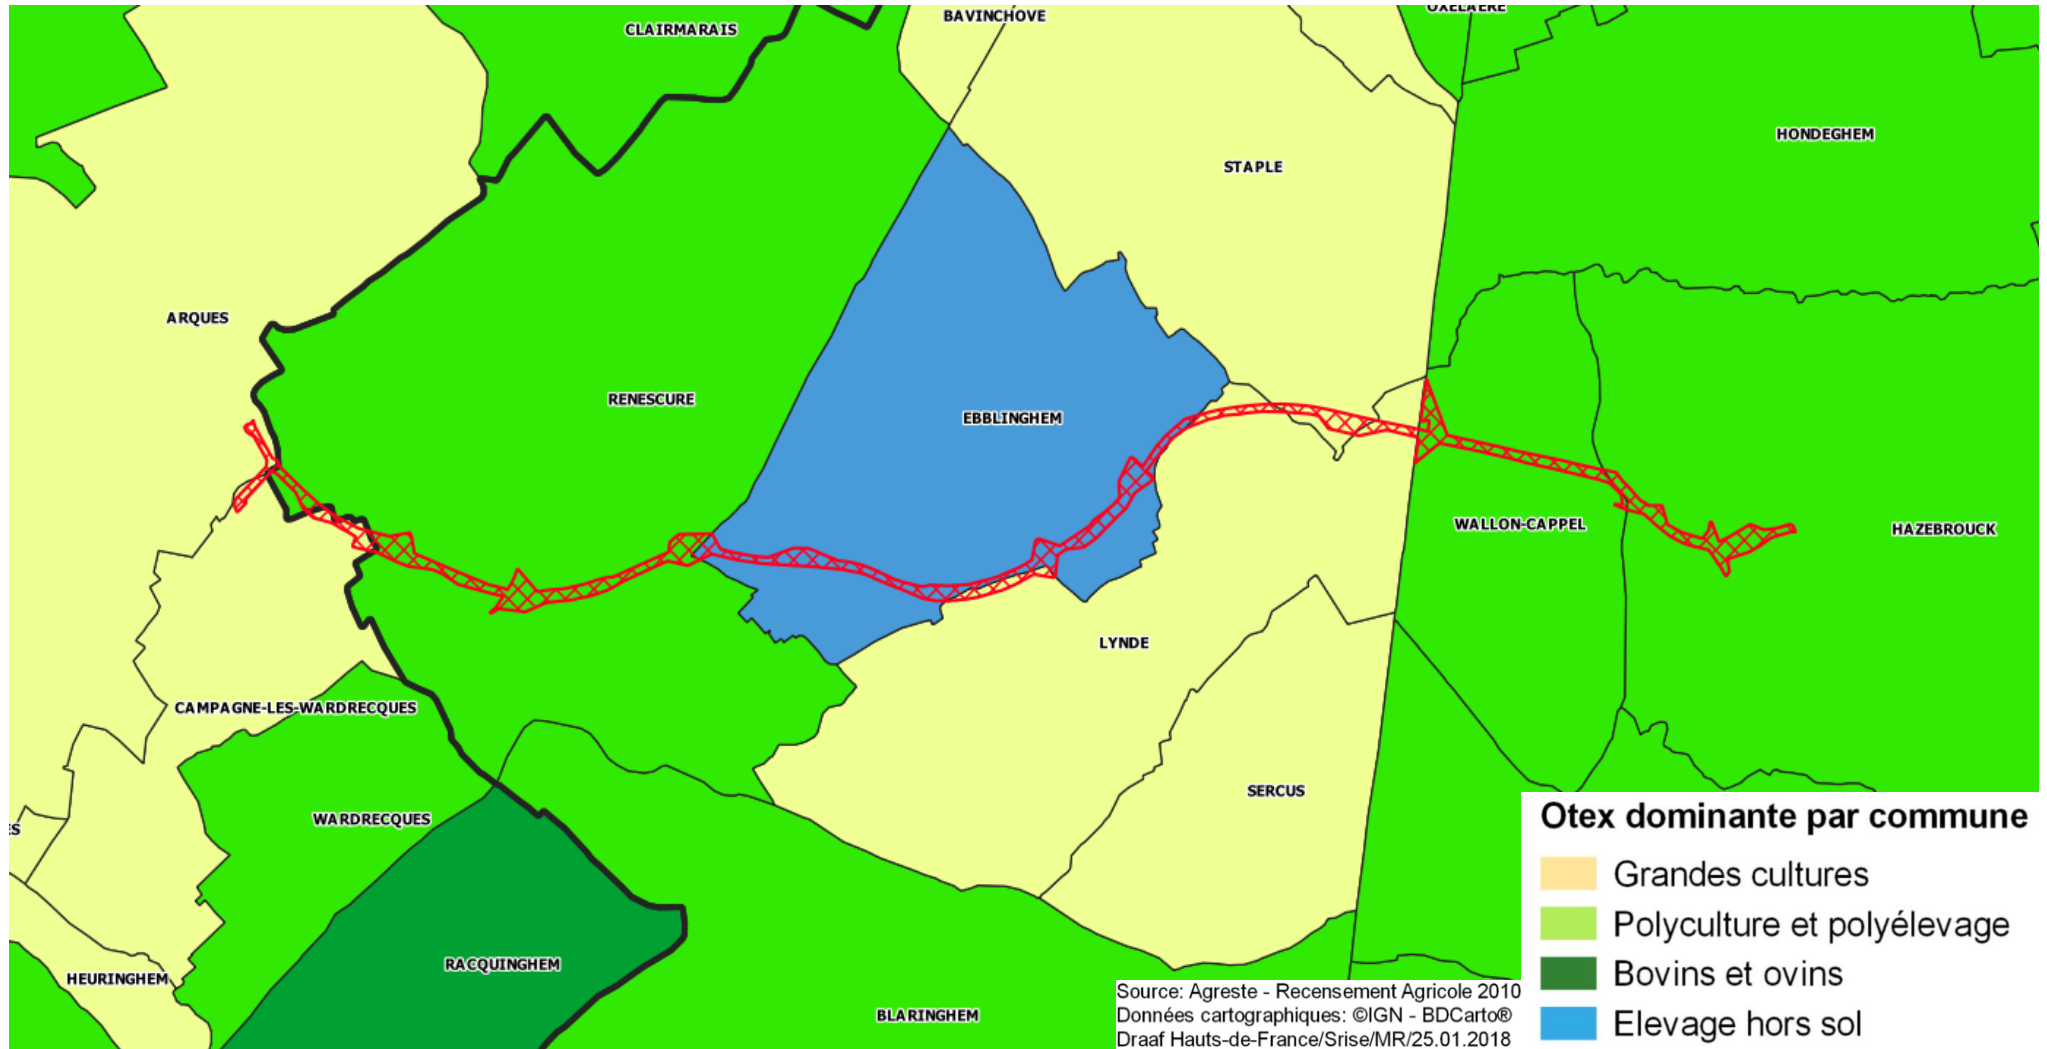 BAVINCHOVE
OXELAERE
CLAIRMARAIS
HONDEGHEM
STAPLE
ARQUES
RENESCURE
EBBLINGHEM
WALLON-CAPPEL
HAZEBROUCK
LYNDE
CAMPAGNE-LES-WARDRECQUES
SERCUS
WARDRECQUES
ES
RACQUINGHEM
HEURINGHEM
BLARINGHEM
Otex dominante par commune
Grandes cultures
Polyculture et polyélevage
Bovins et ovins
Elevage hors sol
Source: Agreste - Recensement Agricole 2010
Données cartographiques: ©IGN - BDCarto®
Draaf Hauts-de-France/Srise/MR/25.01.2018